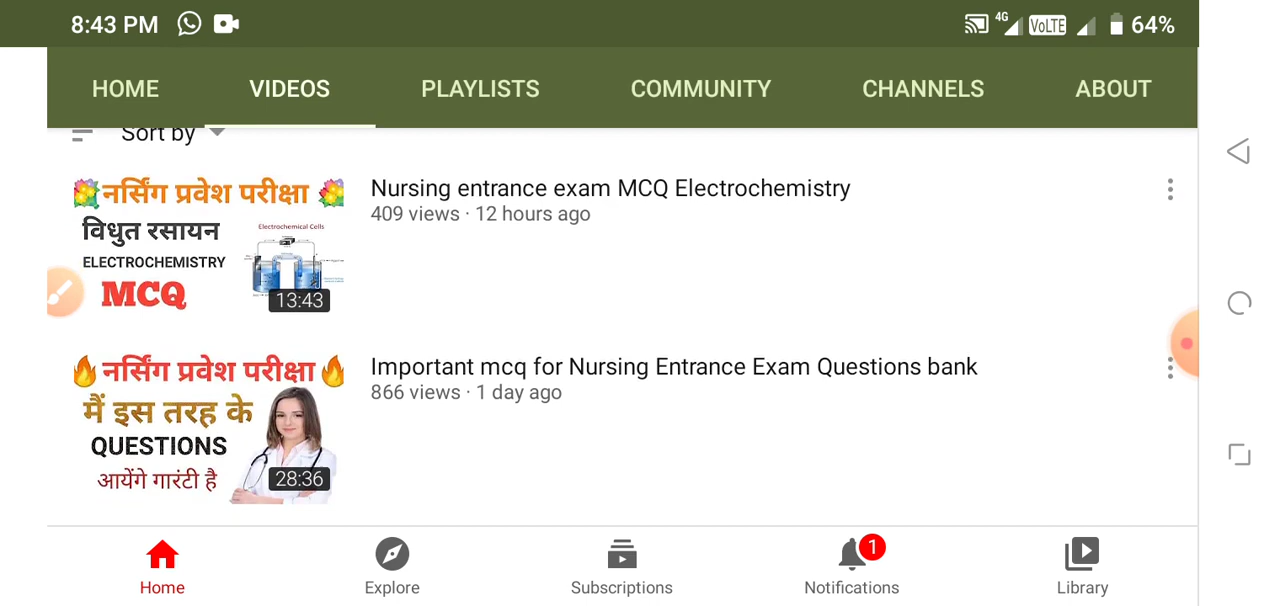 8:43 PM 4G VoLTE 64%
HOME VIDEOS PLAYLISTS COMMUNITY CHANNELS ABOUT
Sort by
नर्सिंग प्रवेश परीक्षा
विधुत रसायन
Electrochemical Cells
ELECTROCHEMISTRY
MCQ
13:43
Nursing entrance exam MCQ Electrochemistry
409 views · 12 hours ago
नर्सिंग प्रवेश परीक्षा
मैं इस तरह के
QUESTIONS
आयेंगे गारंटी है
28:36
Important mcq for Nursing Entrance Exam Questions bank
866 views · 1 day ago
1
Home Explore Subscriptions Notifications Library